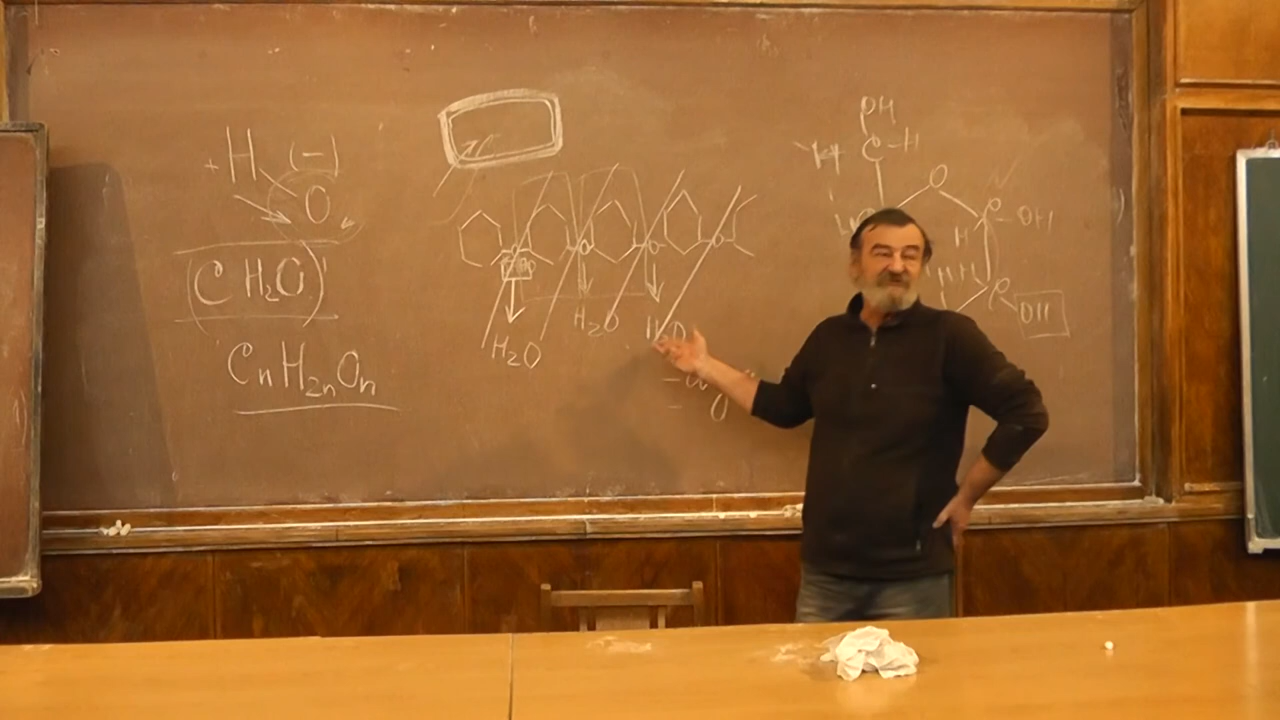 +H (-)
O
(CH₂O)
CₙH₂ₙOₙ
O O O O
H₂O H₂O H₂O
OH
C-H
O
C-OH
H
H H C
OH